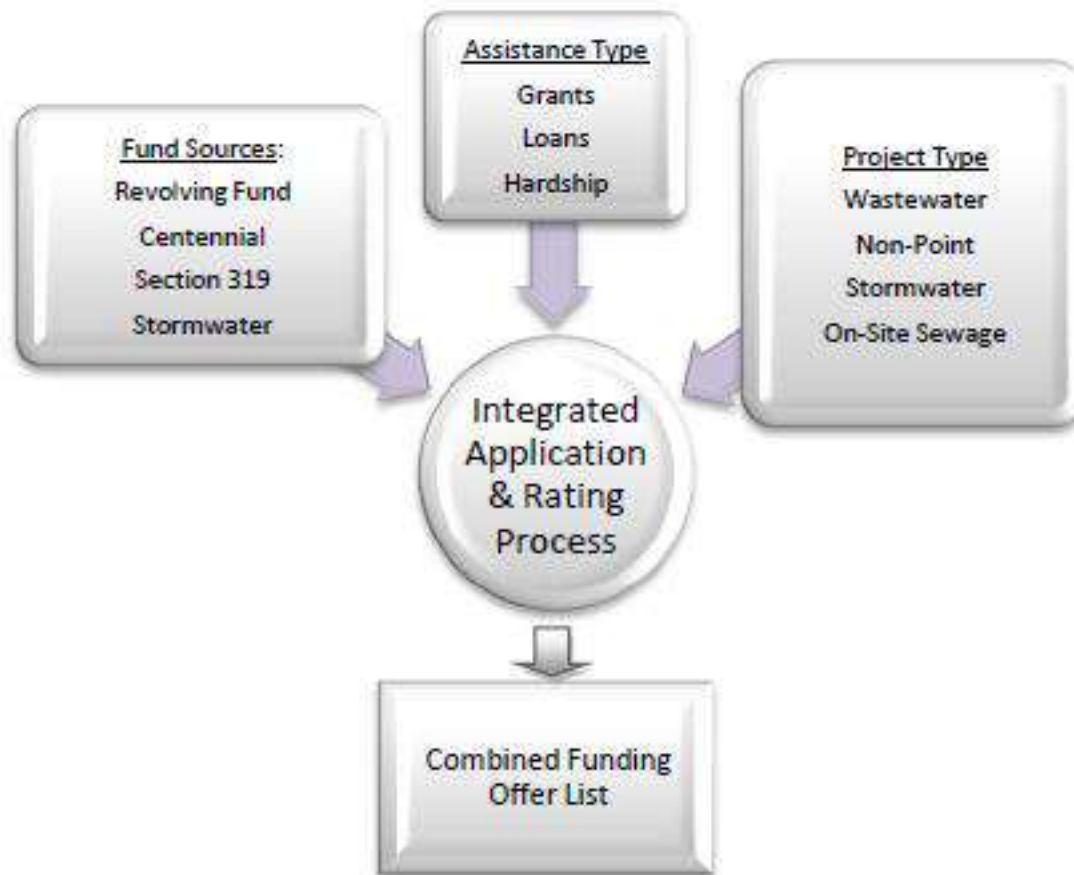 Assistance Type
Grants
Loans
Hardship
Fund Sources:
Revolving Fund
Centennial
Section 319
Stormwater
Project Type
Wastewater
Non-Point
Stormwater
On-Site Sewage
Integrated
Application
& Rating
Process
Combined Funding
Offer List